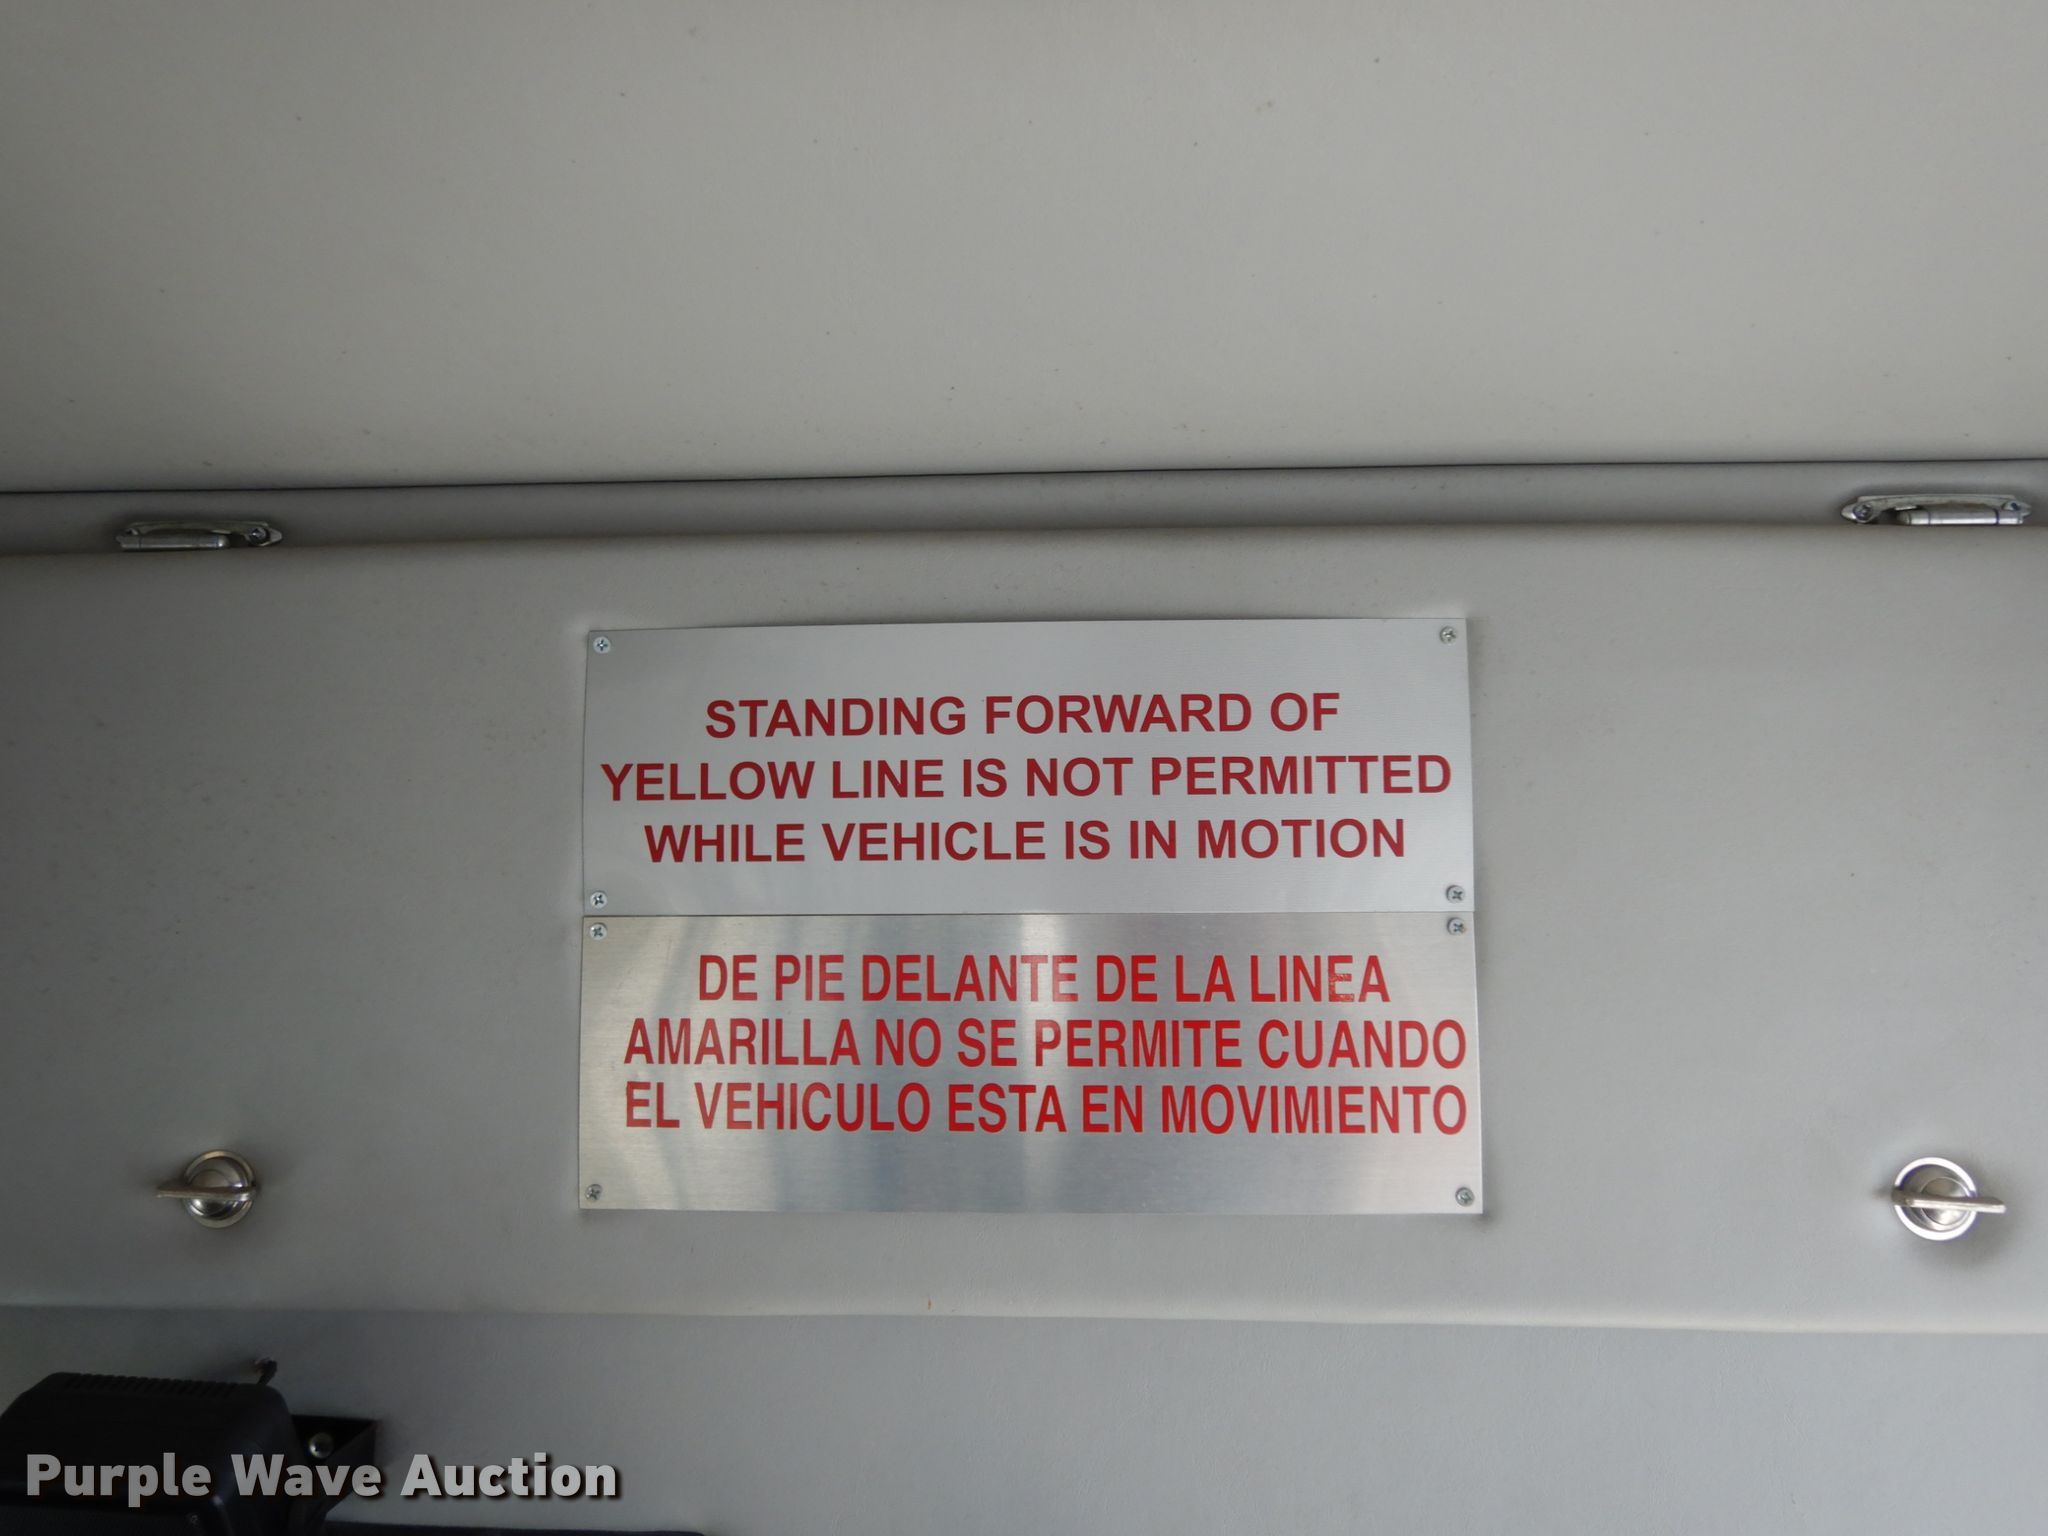 STANDING FORWARD OF
YELLOW LINE IS NOT PERMITTED
WHILE VEHICLE IS IN MOTION
DE PIE DELANTE DE LA LINEA
AMARILLA NO SE PERMITE CUANDO
EL VEHICULO ESTA EN MOVIMIENTO
Purple Wave Auction